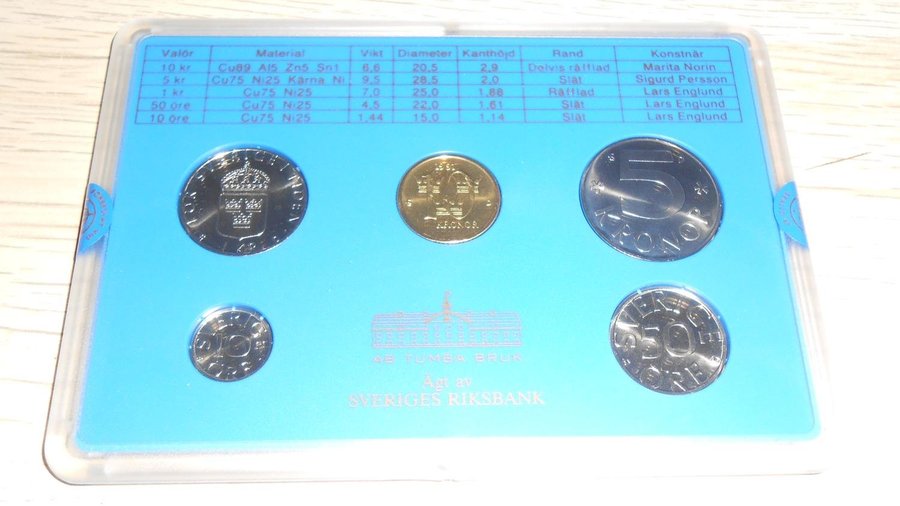 Valör Material Vikt Diameter Kanthöjd Rand Konstnär
10 kr Cu89 Al5 Zn5 Sn1 6,6 20,5 2,9 Delvis räfflad Marita Norin
5 kr Cu75 Ni25 Kärna Ni 9,5 28,5 2,0 Slät Sigurd Persson
1 kr Cu75 Ni25 7,0 25,0 1,88 Räfflad Lars Englund
50 öre Cu75 Ni25 4,5 22,0 1,61 Slät Lars Englund
10 öre Cu75 Ni25 1,44 15,0 1,14 Slät Lars Englund
10
KRONOR
5
KRONOR
SVERIGE
10
ÖRE
SVERIGE
50
ÖRE
AB TUMBA BRUK
Ägt av
SVERIGES RIKSBANK